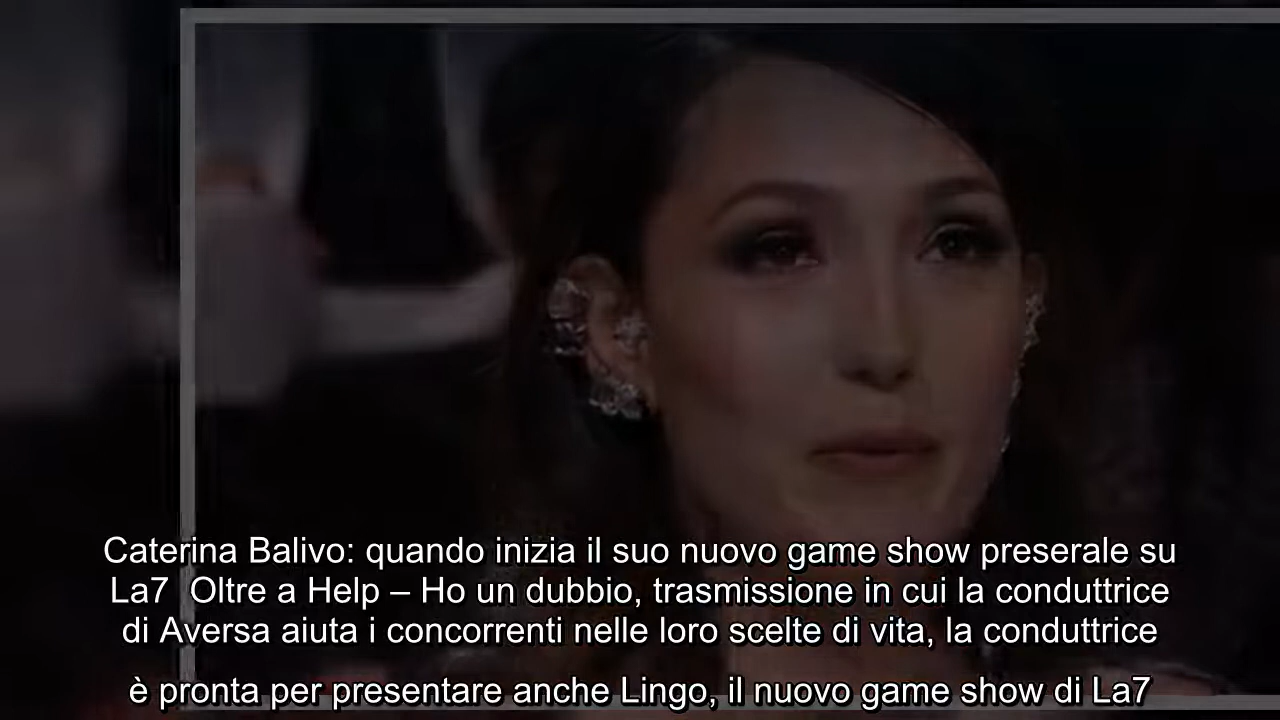 Caterina Balivo: quando inizia il suo nuovo game show preserale su
La7  Oltre a Help – Ho un dubbio, trasmissione in cui la conduttrice
di Aversa aiuta i concorrenti nelle loro scelte di vita, la conduttrice
è pronta per presentare anche Lingo, il nuovo game show di La7